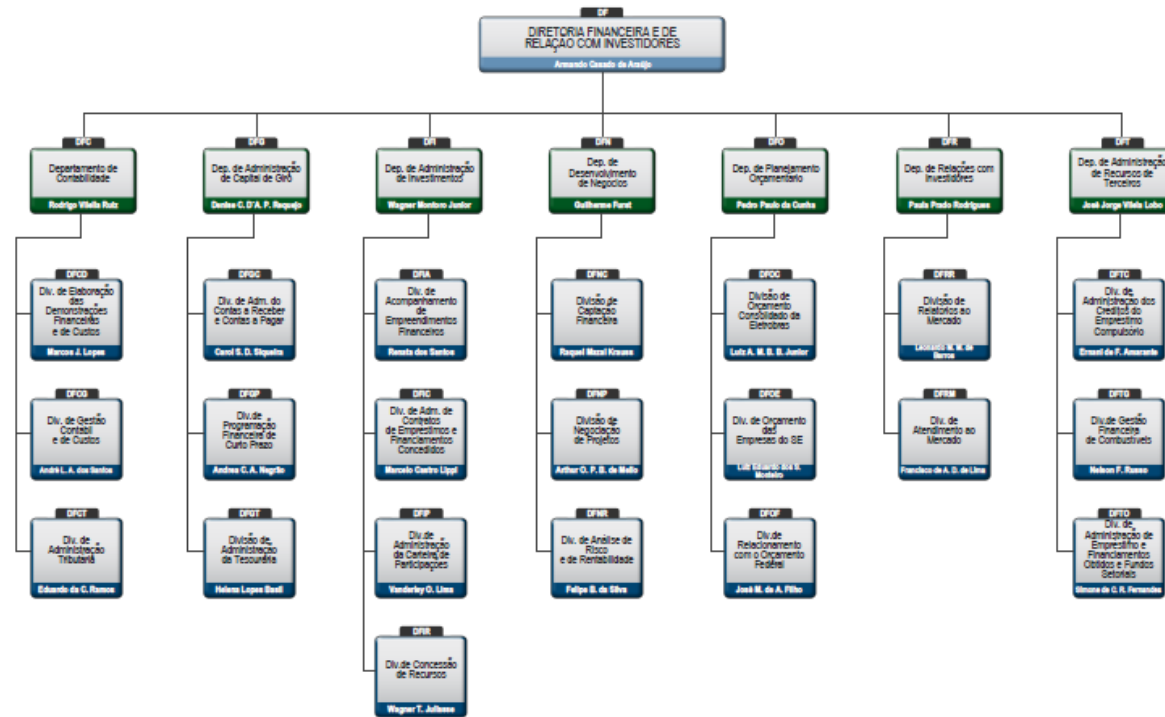 DF
DIRETORIA FINANCEIRA E DE
RELAÇÃO COM INVESTIDORES
Armando Casado de Araújo
DFC
Departamento de
Contabilidade
Rodrigo Vilella Ruiz
DFG
Dep. de Administração
de Capital de Giro
Denise C. D'A. P. Requejo
DFI
Dep. de Administração
de Investimentos
Wagner Montoro Junior
DFN
Dep. de
Desenvolvimento
de Negócios
Guilherme Furst
DFO
Dep. de Planejamento
Orçamentário
Pedro Paulo da Cunha
DFR
Dep. de Relações com
Investidores
Paula Prado Rodrigues
DFT
Dep. de Administração
de Recursos de
Terceiros
José Jorge Vilela Lobo
DFCD
Div. de Elaboração
das
Demonstrações
Financeiras
e de Custos
Marcos J. Lopes
DFGC
Div. de Adm. do
Contas a Receber
e Contas a Pagar
Carol S. D. Siqueira
DFIA
Div. de
Acompanhamento
de
Empreendimentos
Financeiros
Renata dos Santos
DFNC
Divisão de
Captação
Financeira
Raquel Mazal Krauss
DFOC
Divisão de
Orçamento
Consolidado da
Eletrobras
Luiz A. M. B. B. Junior
DFRR
Divisão de
Relatórios ao
Mercado
Leonardo M. M. de
Barros
DFTC
Div. de
Administração dos
Créditos do
Empréstimo
Compulsório
Ernani de F. Amarante
DFCG
Div. de Gestão
Contábil
e de Custos
André L. A. dos Santos
DFGP
Div.de
Programação
Financeira de
Curto Prazo
Andrea C. A. Negrão
DFIC
Div. de Adm. de
Contratos
de Empréstimos e
Financiamentos
Concedidos
Marcelo Castro Lippi
DFNP
Divisão de
Negociação
de Projetos
Arthur O. P. B. de Mello
DFOE
Div. de Orçamento
das
Empresas do SE
Luiz Eduardo dos S.
Monteiro
DFRM
Div. de
Atendimento ao
Mercado
Francisco de A. D. de Lima
DFTG
Div.de Gestão
Financeira
de Combustíveis
Nelson F. Russo
DFCT
Div. de
Administração
Tributária
Eduardo da C. Ramos
DFGT
Divisão de
Administração
da Tesouraria
Helena Lopes
DFIP
Div.de
Administração
da Carteira de
Participações
Vanderley O. Lima
DFNR
Div. de Análise de
Risco
e de Rentabilidade
Felipe B. da Silva
DFOF
Div.de
Relacionamento
com o Orçamento
Federal
José M. de A. Filho
DFTO
Div. de
Administração de
Empréstimo e
Financiamentos
Obtidos e Fundos
Setoriais
Simone de C. R. Fernandes
DFIR
Div.de Concessão
de Recursos
Wagner T.